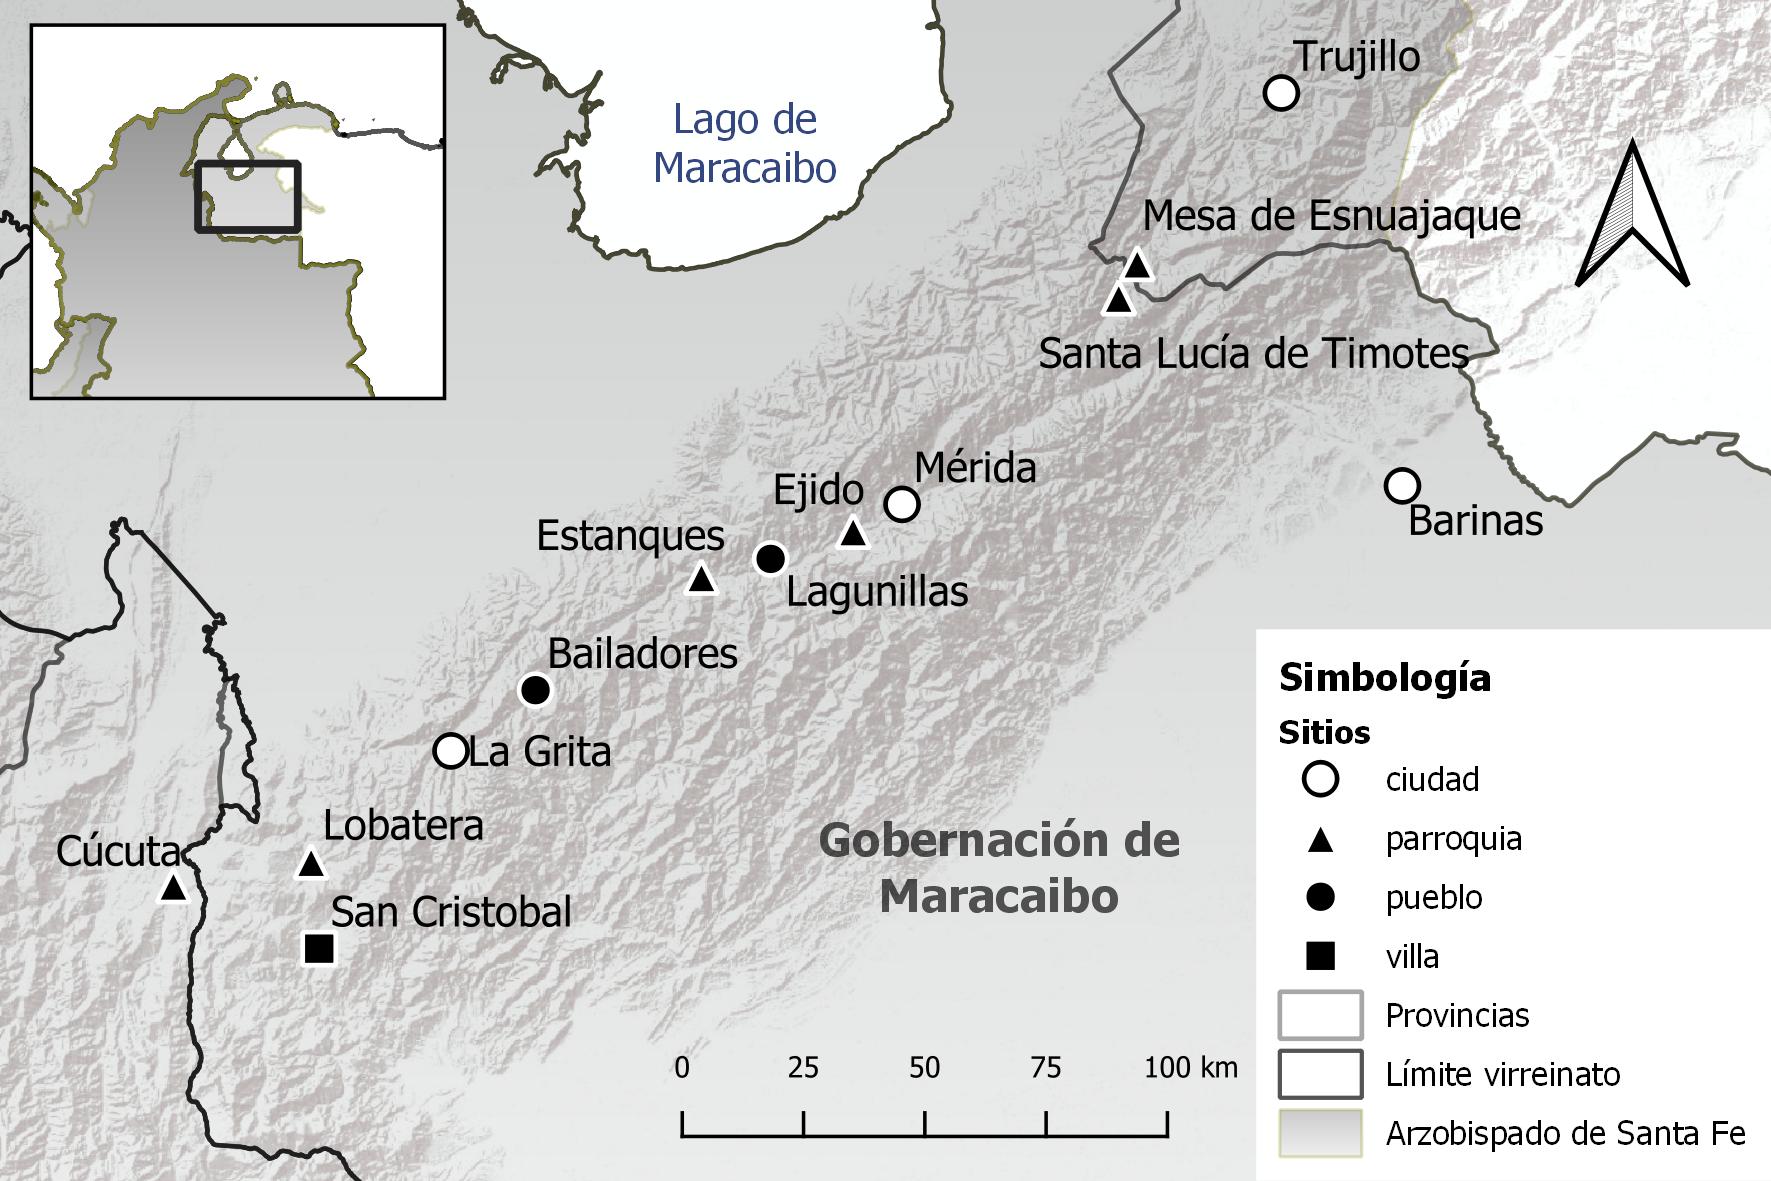 Trujillo
Lago de
Maracaibo
Mesa de Esnuajaque
Santa Lucía de Timotes
Mérida
Ejido
Barinas
Estanques
Lagunillas
Bailadores
La Grita
Lobatera
Cúcuta
San Cristobal
Gobernación de
Maracaibo
0 25 50 75 100 km
Simbología
Sitios
ciudad
parroquia
pueblo
villa
Provincias
Límite virreinato
Arzobispado de Santa Fe